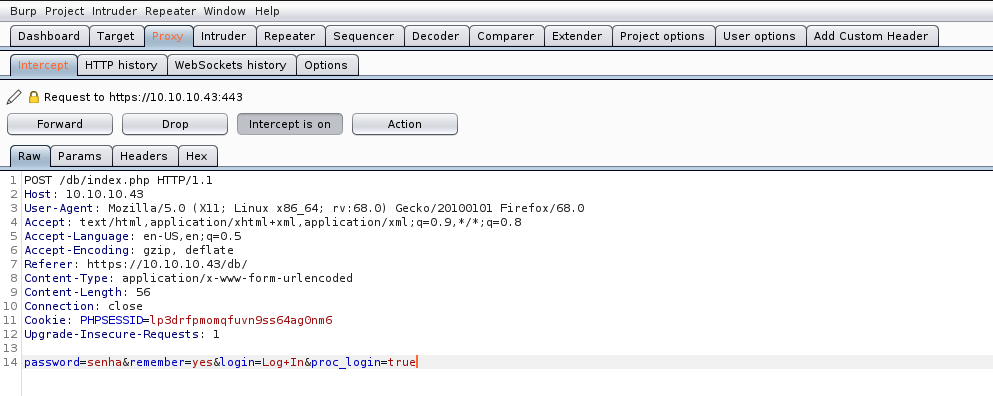 Burp Project Intruder Repeater Window Help
Dashboard Target Proxy Intruder Repeater Sequencer Decoder Comparer Extender Project options User options Add Custom Header
Intercept HTTP history WebSockets history Options
Request to https://10.10.10.43:443
Forward Drop Intercept is on Action
Raw Params Headers Hex
1 POST /db/index.php HTTP/1.1
2 Host: 10.10.10.43
3 User-Agent: Mozilla/5.0 (X11; Linux x86_64; rv:68.0) Gecko/20100101 Firefox/68.0
4 Accept: text/html,application/xhtml+xml,application/xml;q=0.9,*/*;q=0.8
5 Accept-Language: en-US,en;q=0.5
6 Accept-Encoding: gzip, deflate
7 Referer: https://10.10.10.43/db/
8 Content-Type: application/x-www-form-urlencoded
9 Content-Length: 56
10 Connection: close
11 Cookie: PHPSESSID=lp3drfpmomqfuvn9ss64ag0nm6
12 Upgrade-Insecure-Requests: 1
13
14 password=senha&remember=yes&login=Log+In&proc_login=true